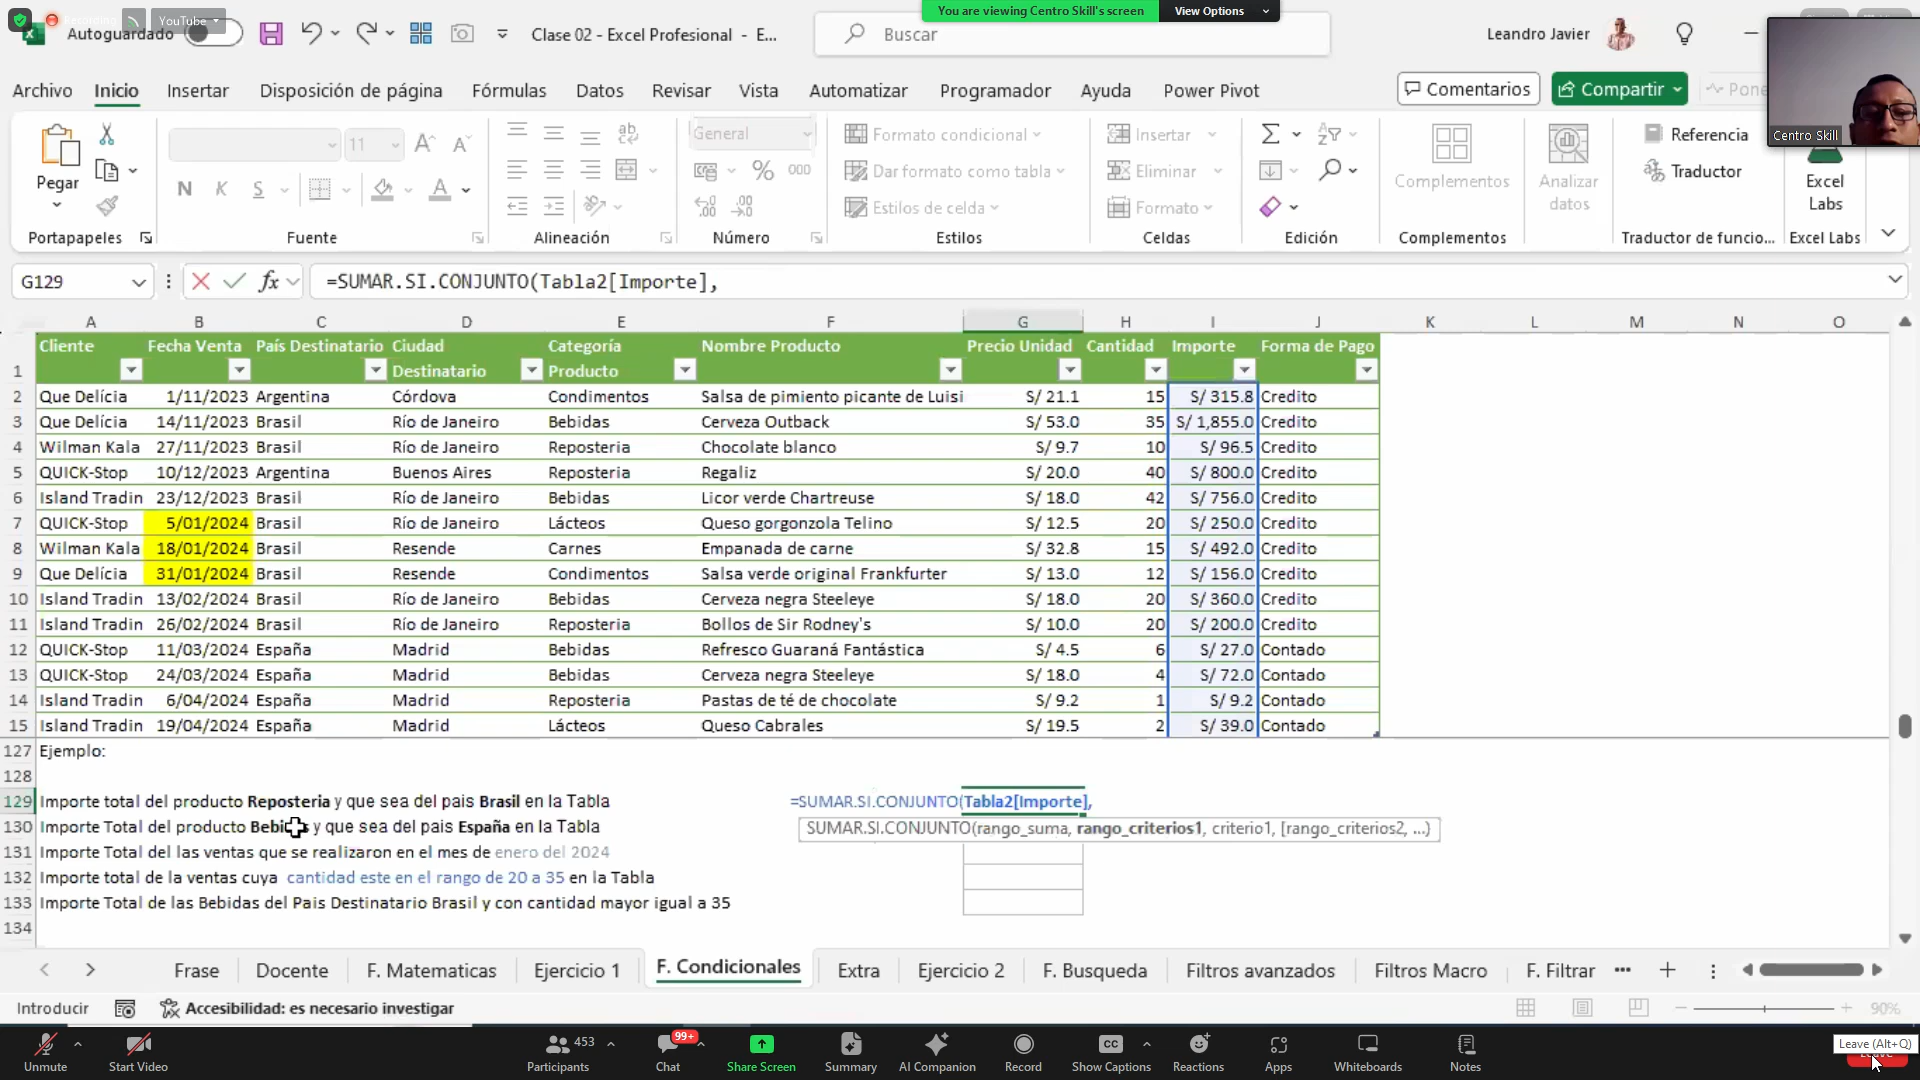 YouTube
You are viewing Centro Skill's screen
View Options
Autoguardado
Clase 02 - Excel Profesional - E...
Buscar
Leandro Javier
Archivo Inicio Insertar Disposición de página Fórmulas Datos Revisar Vista Automatizar Programador Ayuda Power Pivot
Comentarios
Compartir
Centro Skill
Pegar
11
General
Formato condicional
Insertar
Referencia
N K S
% 000
Dar formato como tabla
Eliminar
Complementos
Analizar datos
Traductor
Excel Labs
Estilos de celda
Formato
Portapapeles Fuente Alineación Número Estilos Celdas Edición Complementos Traductor de funcio... Excel Labs
G129
fx
=SUMAR.SI.CONJUNTO(Tabla2[Importe],
A B C D E F G H I J K L M N O
1 Cliente Fecha Venta País Destinatario Ciudad Destinatario Categoría Producto Nombre Producto Precio Unidad Cantidad Importe Forma de Pago
2 Que Delícia 1/11/2023 Argentina Córdova Condimentos Salsa de pimiento picante de Luisi S/ 21.1 15 S/ 315.8 Credito
3 Que Delícia 14/11/2023 Brasil Río de Janeiro Bebidas Cerveza Outback S/ 53.0 35 S/ 1,855.0 Credito
4 Wilman Kala 27/11/2023 Brasil Río de Janeiro Reposteria Chocolate blanco S/ 9.7 10 S/ 96.5 Credito
5 QUICK-Stop 10/12/2023 Argentina Buenos Aires Reposteria Regaliz S/ 20.0 40 S/ 800.0 Credito
6 Island Tradin 23/12/2023 Brasil Río de Janeiro Bebidas Licor verde Chartreuse S/ 18.0 42 S/ 756.0 Credito
7 QUICK-Stop 5/01/2024 Brasil Río de Janeiro Lácteos Queso gorgonzola Telino S/ 12.5 20 S/ 250.0 Credito
8 Wilman Kala 18/01/2024 Brasil Resende Carnes Empanada de carne S/ 32.8 15 S/ 492.0 Credito
9 Que Delícia 31/01/2024 Brasil Resende Condimentos Salsa verde original Frankfurter S/ 13.0 12 S/ 156.0 Credito
10 Island Tradin 13/02/2024 Brasil Río de Janeiro Bebidas Cerveza negra Steeleye S/ 18.0 20 S/ 360.0 Credito
11 Island Tradin 26/02/2024 Brasil Río de Janeiro Reposteria Bollos de Sir Rodney's S/ 10.0 20 S/ 200.0 Credito
12 QUICK-Stop 11/03/2024 España Madrid Bebidas Refresco Guaraná Fantástica S/ 4.5 6 S/ 27.0 Contado
13 QUICK-Stop 24/03/2024 España Madrid Bebidas Cerveza negra Steeleye S/ 18.0 4 S/ 72.0 Contado
14 Island Tradin 6/04/2024 España Madrid Reposteria Pastas de té de chocolate S/ 9.2 1 S/ 9.2 Contado
15 Island Tradin 19/04/2024 España Madrid Lácteos Queso Cabrales S/ 19.5 2 S/ 39.0 Contado
127 Ejemplo:
128
129 Importe total del producto Reposteria y que sea del pais Brasil en la Tabla =SUMAR.SI.CONJUNTO(Tabla2[Importe],
130 Importe Total del producto Bebidas y que sea del pais España en la Tabla SUMAR.SI.CONJUNTO(rango_suma, rango_criterios1, criterio1, [rango_criterios2, ...)
131 Importe Total del las ventas que se realizaron en el mes de enero del 2024
132 Importe total de la ventas cuya cantidad este en el rango de 20 a 35 en la Tabla
133 Importe Total de las Bebidas del Pais Destinatario Brasil y con cantidad mayor igual a 35
134
Frase Docente F. Matematicas Ejercicio 1 F. Condicionales Extra Ejercicio 2 F. Busqueda Filtros avanzados Filtros Macro F. Filtrar
Introducir Accesibilidad: es necesario investigar 90%
453 99+
Leave (Alt+Q)
Unmute Start Video Participants Chat Share Screen Summary AI Companion Record Show Captions Reactions Apps Whiteboards Notes